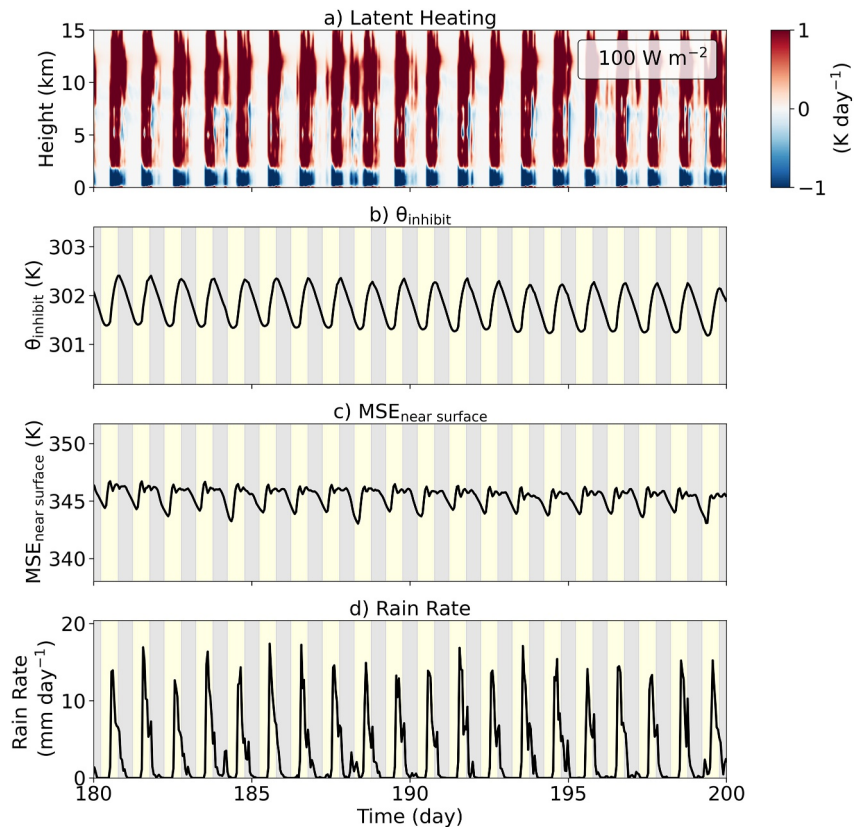 a) Latent Heating
15
10
5
0
Height (km)
100 W m⁻²
1
0
−1
(K day⁻¹)
b) θinhibit
303
302
301
θinhibit (K)
c) MSEnear surface
350
345
340
MSEnear surface (K)
d) Rain Rate
20
10
0
Rain Rate
(mm day⁻¹)
180 185 190 195 200
Time (day)